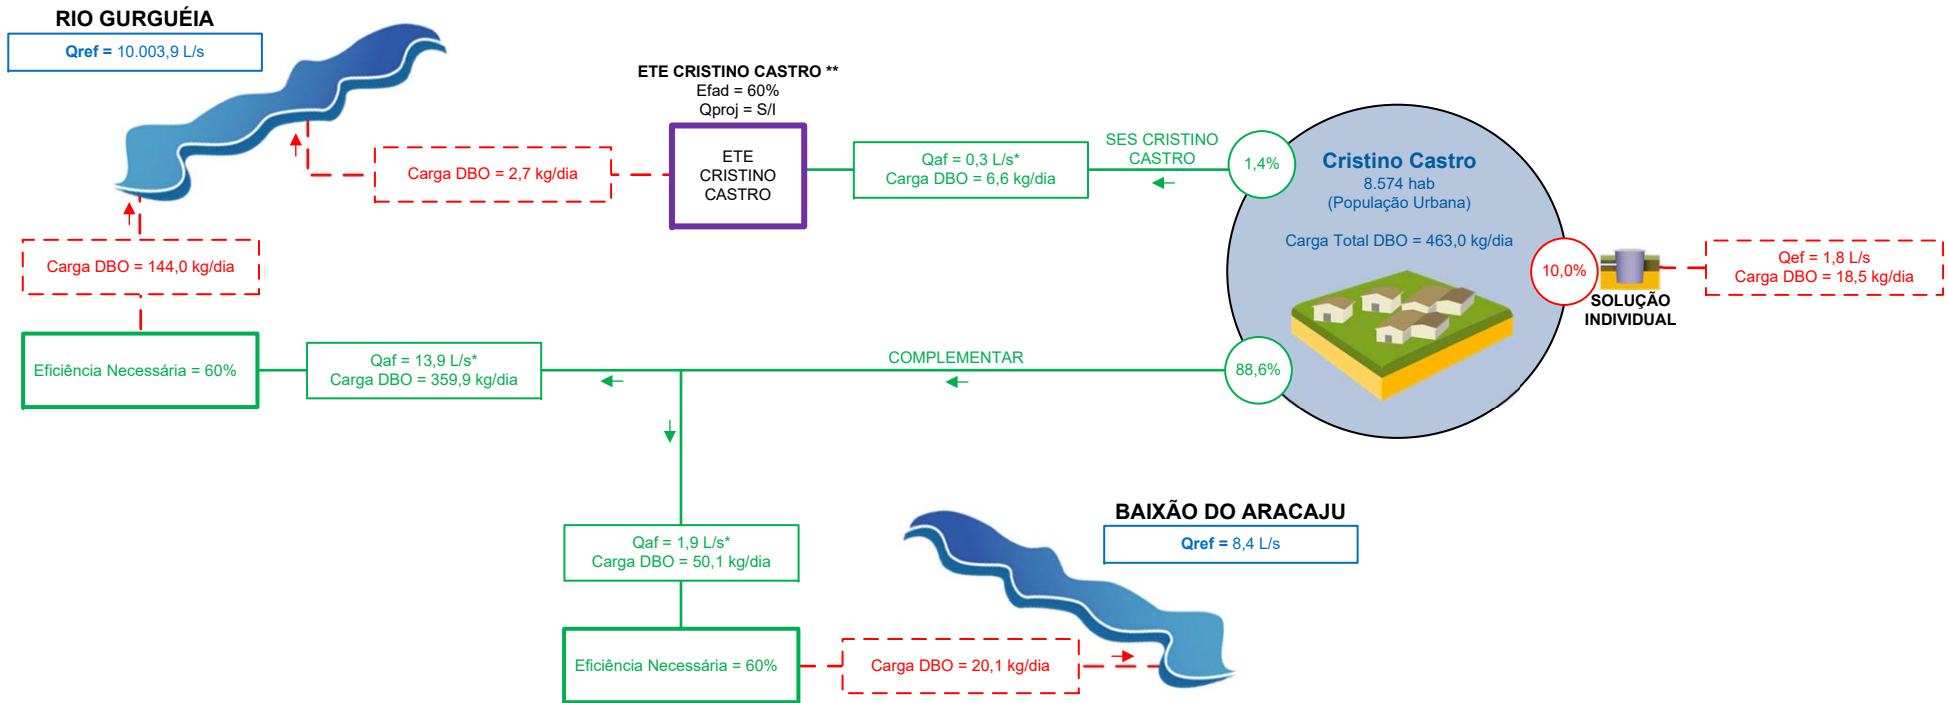 RIO GURGUÉIA
Qref = 10.003,9 L/s
ETE CRISTINO CASTRO **
Efad = 60%
Qproj = S/I
ETE
CRISTINO
CASTRO
Carga DBO = 2,7 kg/dia
Qaf = 0,3 L/s*
Carga DBO = 6,6 kg/dia
SES CRISTINO
CASTRO
1,4%
Cristino Castro
8.574 hab
(População Urbana)
Carga Total DBO = 463,0 kg/dia
10,0%
SOLUÇÃO
INDIVIDUAL
Qef = 1,8 L/s
Carga DBO = 18,5 kg/dia
Carga DBO = 144,0 kg/dia
Eficiência Necessária = 60%
Qaf = 13,9 L/s*
Carga DBO = 359,9 kg/dia
COMPLEMENTAR
88,6%
Qaf = 1,9 L/s*
Carga DBO = 50,1 kg/dia
BAIXÃO DO ARACAJU
Qref = 8,4 L/s
Eficiência Necessária = 60%
Carga DBO = 20,1 kg/dia